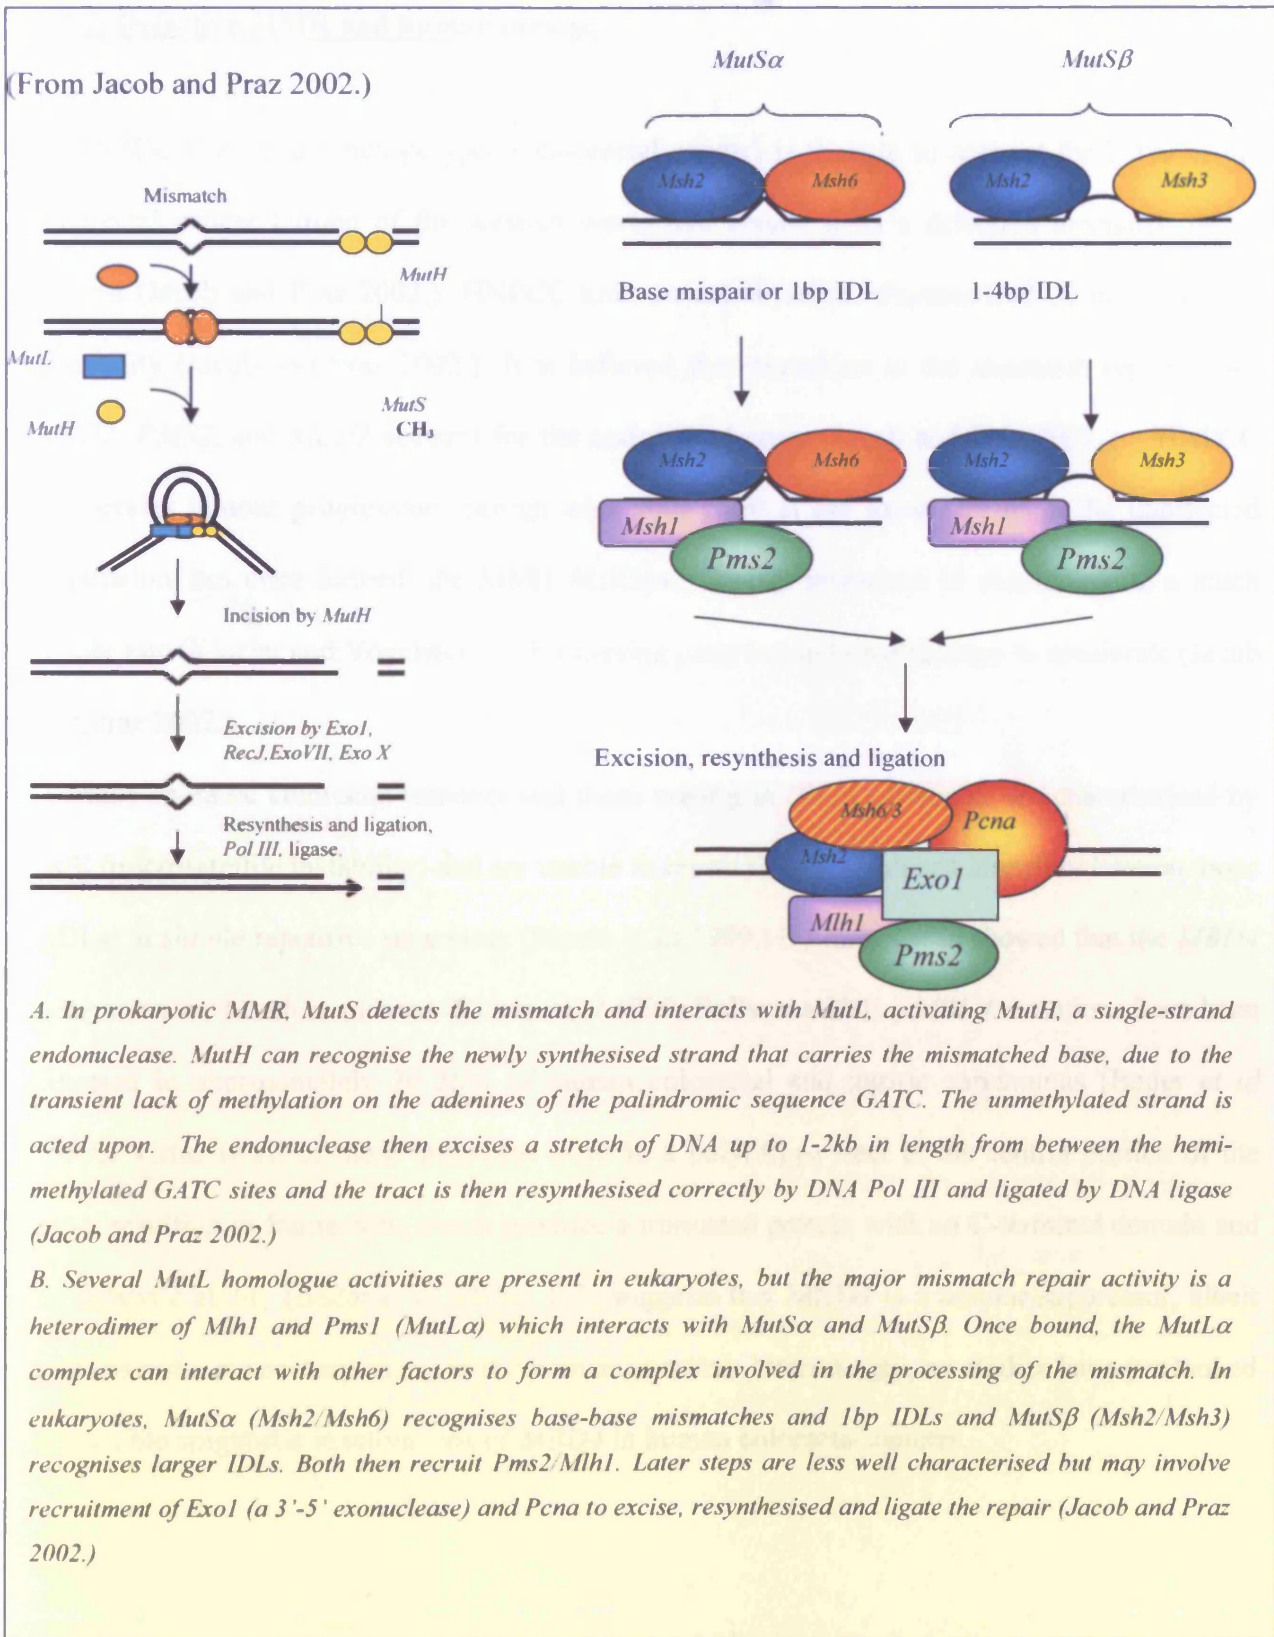 (From Jacob and Praz 2002.)
Mismatch
MutH
MutL
MutH
MutS
CH3
Incision by MutH
Excision by Exo1,
RecJ,ExoVII, Exo X
Resynthesis and ligation,
Pol III, ligase,
MutSα
MutSβ
Msh2
Msh6
Msh2
Msh3
Base mispair or 1bp IDL
1-4bp IDL
Msh2
Msh6
Msh1
Pms2
Msh2
Msh3
Msh1
Pms2
Excision, resynthesis and ligation
Msh6/3
Pcna
Msh2
Exo1
Mlh1
Pms2
A. In prokaryotic MMR, MutS detects the mismatch and interacts with MutL, activating MutH, a single-strand
endonuclease. MutH can recognise the newly synthesised strand that carries the mismatched base, due to the
transient lack of methylation on the adenines of the palindromic sequence GATC. The unmethylated strand is
acted upon. The endonuclease then excises a stretch of DNA up to 1-2kb in length from between the hemi-
methylated GATC sites and the tract is then resynthesised correctly by DNA Pol III and ligated by DNA ligase
(Jacob and Praz 2002.)
B. Several MutL homologue activities are present in eukaryotes, but the major mismatch repair activity is a
heterodimer of Mlh1 and Pms1 (MutLα) which interacts with MutSα and MutSβ. Once bound, the MutLα
complex can interact with other factors to form a complex involved in the processing of the mismatch. In
eukaryotes, MutSα (Msh2/Msh6) recognises base-base mismatches and 1bp IDLs and MutSβ (Msh2/Msh3)
recognises larger IDLs. Both then recruit Pms2/Mlh1. Later steps are less well characterised but may involve
recruitment of Exo1 (a 3'-5' exonuclease) and Pcna to excise, resynthesised and ligate the repair (Jacob and Praz
2002.)